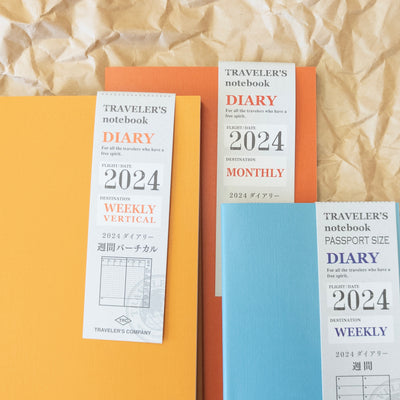 TRAVELER'S
notebook
DIARY
For all the travelers who have a
free spirit.
FLIGHT/DATE
2024
DESTINATION
WEEKLY
VERTICAL
2024 ダイアリー
週間バーチカル
TRAVELER'S COMPANY
TRAVELER'S
notebook
DIARY
For all the travelers who have a
free spirit.
FLIGHT/DATE
2024
DESTINATION
MONTHLY
2024 ダイアリー
TRAVELER'S
notebook
PASSPORT SIZE
DIARY
For all the travelers who have a
free spirit.
FLIGHT/DATE
2024
DESTINATION
WEEKLY
2024 ダイアリー
週間